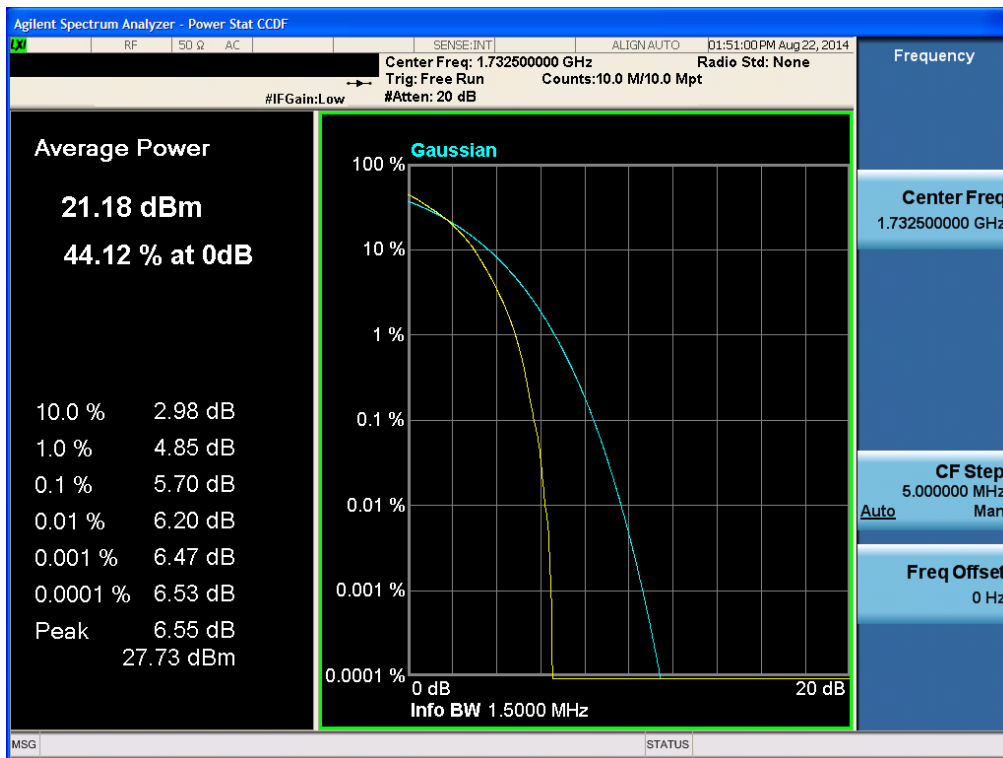 Agilent Spectrum Analyzer - Power Stat CCDF
LXI RF 50 Ω AC SENSE:INT ALIGN AUTO 01:51:00 PM Aug 22, 2014
Center Freq: 1.732500000 GHz Radio Std: None
Trig: Free Run Counts:10.0 M/10.0 Mpt
#IFGain:Low #Atten: 20 dB
Average Power
21.18 dBm
44.12 % at 0dB
10.0 % 2.98 dB
1.0 % 4.85 dB
0.1 % 5.70 dB
0.01 % 6.20 dB
0.001 % 6.47 dB
0.0001 % 6.53 dB
Peak 6.55 dB
27.73 dBm
Gaussian
100 %
10 %
1 %
0.1 %
0.01 %
0.001 %
0.0001 %
0 dB 20 dB
Info BW 1.5000 MHz
Frequency
Center Freq
1.732500000 GHz
CF Step
5.000000 MHz
Auto Man
Freq Offset
0 Hz
MSG STATUS